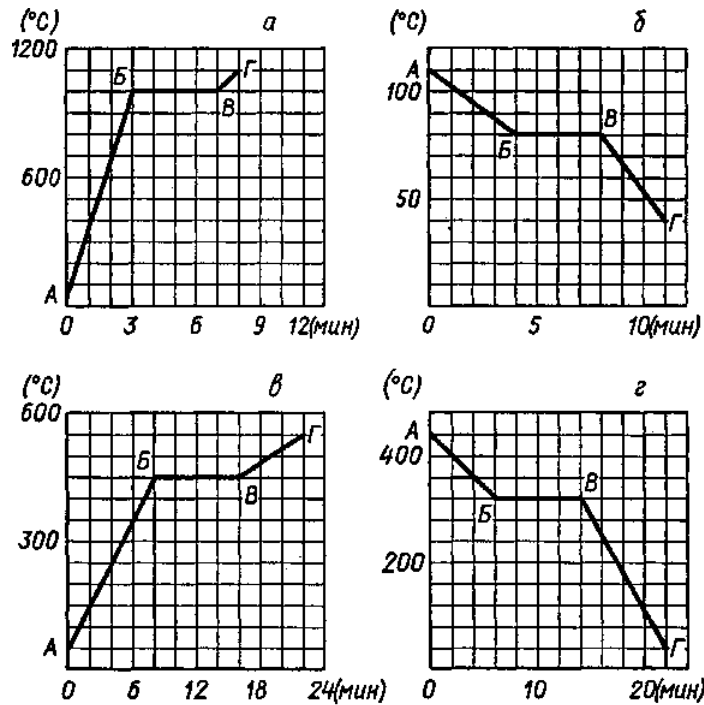 (°С) а
1200
Б Г
В
600
А
0 3 6 9 12(мин)
(°С) б
А
100
Б В
50
Г
0 5 10(мин)
(°С) в
600
Б Г
В
300
А
0 6 12 18 24(мин)
(°С) г
А
400
Б В
200
Г
0 10 20(мин)